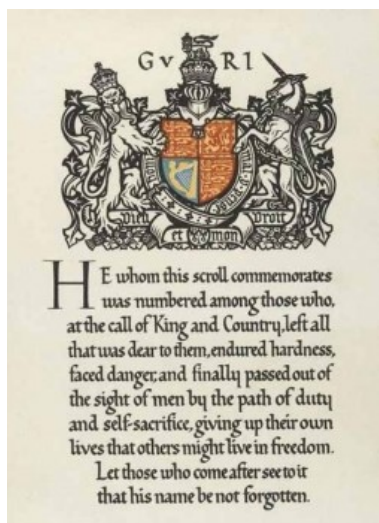 G v R I
Dieu Droit
et mon
HE whom this scroll commemorates
was numbered among those who,
at the call of King and Country, left all
that was dear to them, endured hardness,
faced danger, and finally passed out of
the sight of men by the path of duty
and self-sacrifice, giving up their own
lives that others might live in freedom.
Let those who come after see to it
that his name be not forgotten.